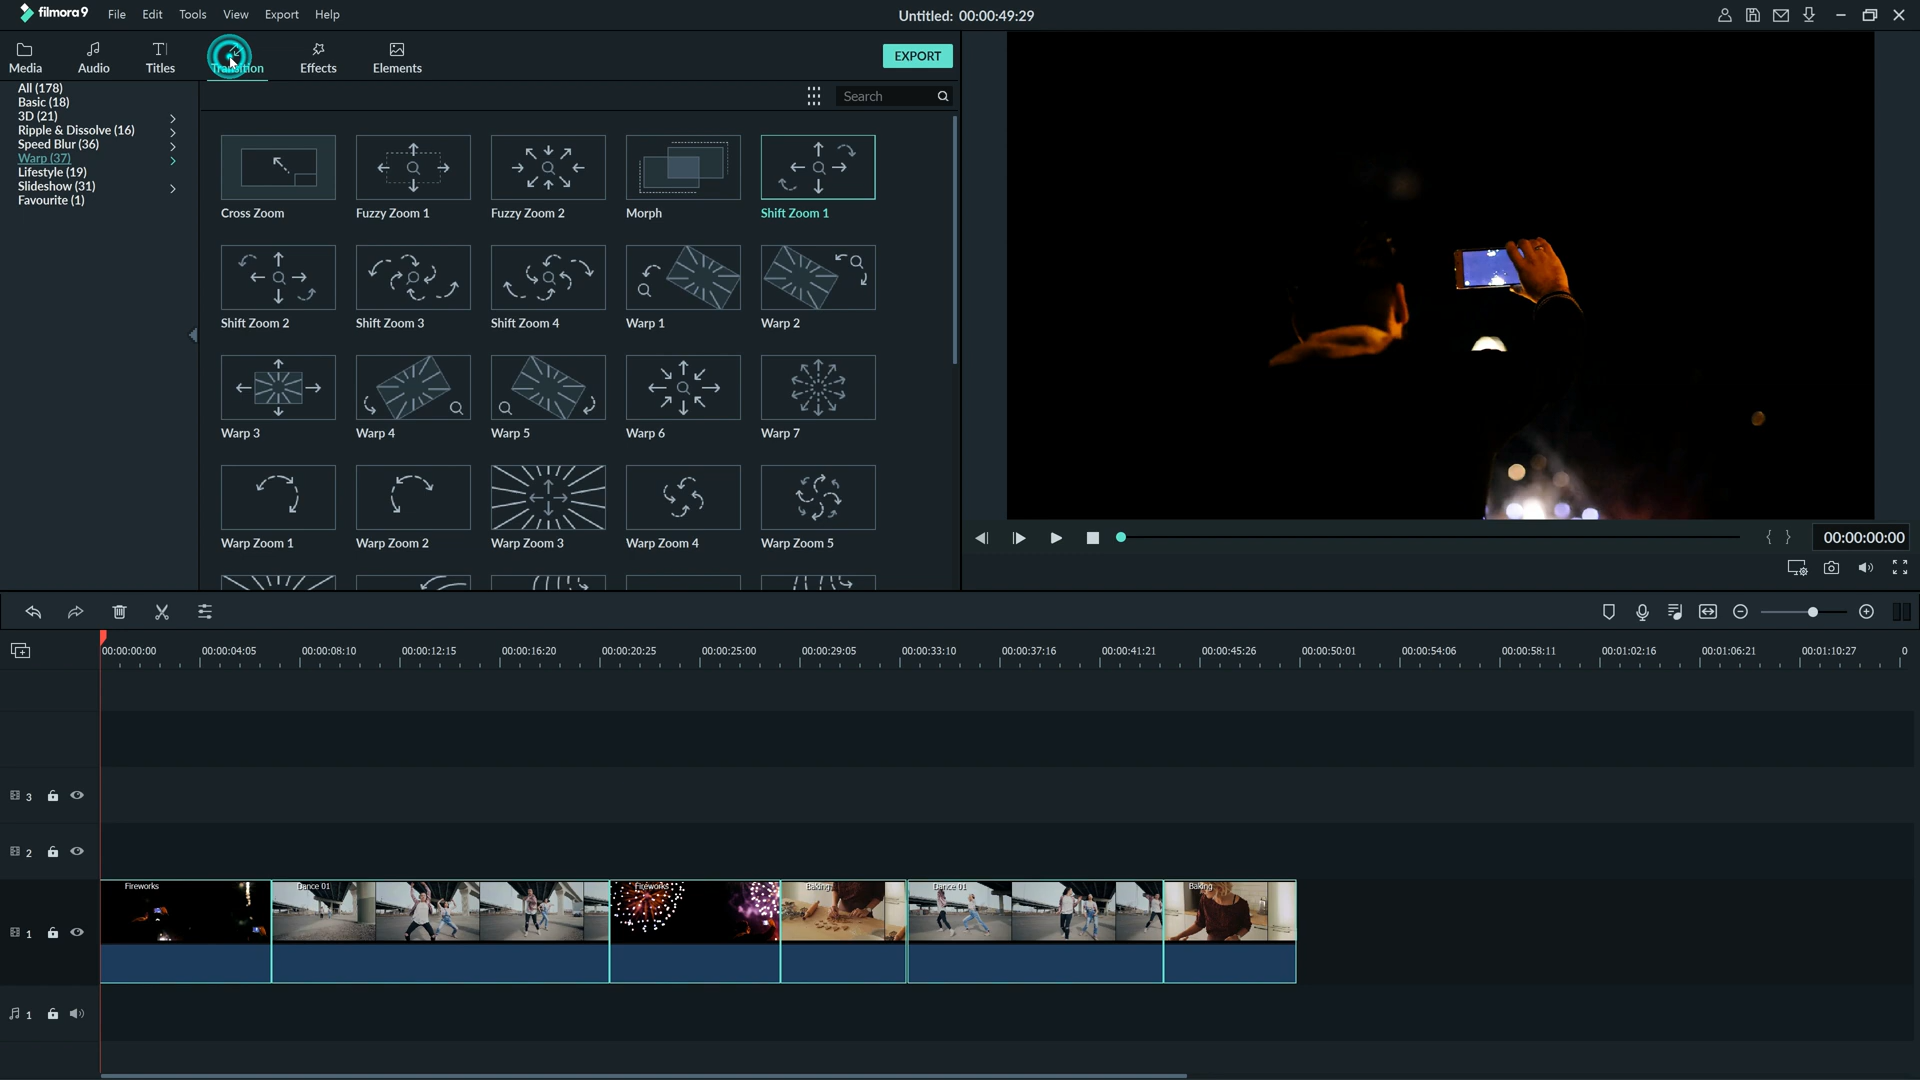 filmora9 File Edit Tools View Export Help Untitled: 00:00:49:29
Media Audio Titles Transition Effects Elements EXPORT
All (178)
Basic (18)
3D (21)
Ripple & Dissolve (16)
Speed Blur (36)
Warp (37)
Lifestyle (19)
Slideshow (31)
Favourite (1)
Search
Cross Zoom Fuzzy Zoom 1 Fuzzy Zoom 2 Morph Shift Zoom 1
Shift Zoom 2 Shift Zoom 3 Shift Zoom 4 Warp 1 Warp 2
Warp 3 Warp 4 Warp 5 Warp 6 Warp 7
Warp Zoom 1 Warp Zoom 2 Warp Zoom 3 Warp Zoom 4 Warp Zoom 5
{ } 00:00:00:00
00:00:00:00 00:00:04:05 00:00:08:10 00:00:12:15 00:00:16:20 00:00:20:25 00:00:25:00 00:00:29:05 00:00:33:10 00:00:37:16 00:00:41:21 00:00:45:26 00:00:50:01 00:00:54:06 00:00:58:11 00:01:02:16 00:01:06:21 00:01:10:27 0
3
2
Fireworks Dance 01 Fireworks Baking Dance 01 Baking
1
1